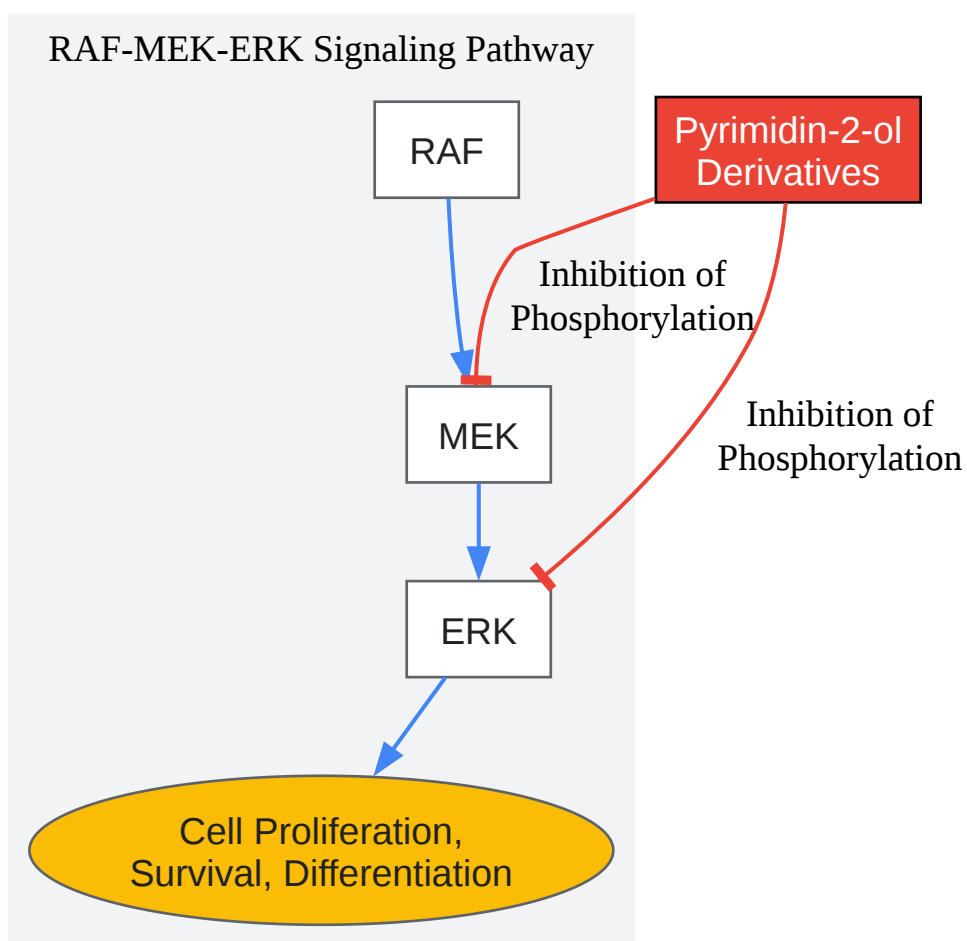 RAF-MEK-ERK Signaling Pathway
RAF
Pyrimidin-2-ol
Derivatives
Inhibition of
Phosphorylation
MEK
Inhibition of
Phosphorylation
ERK
Cell Proliferation,
Survival, Differentiation